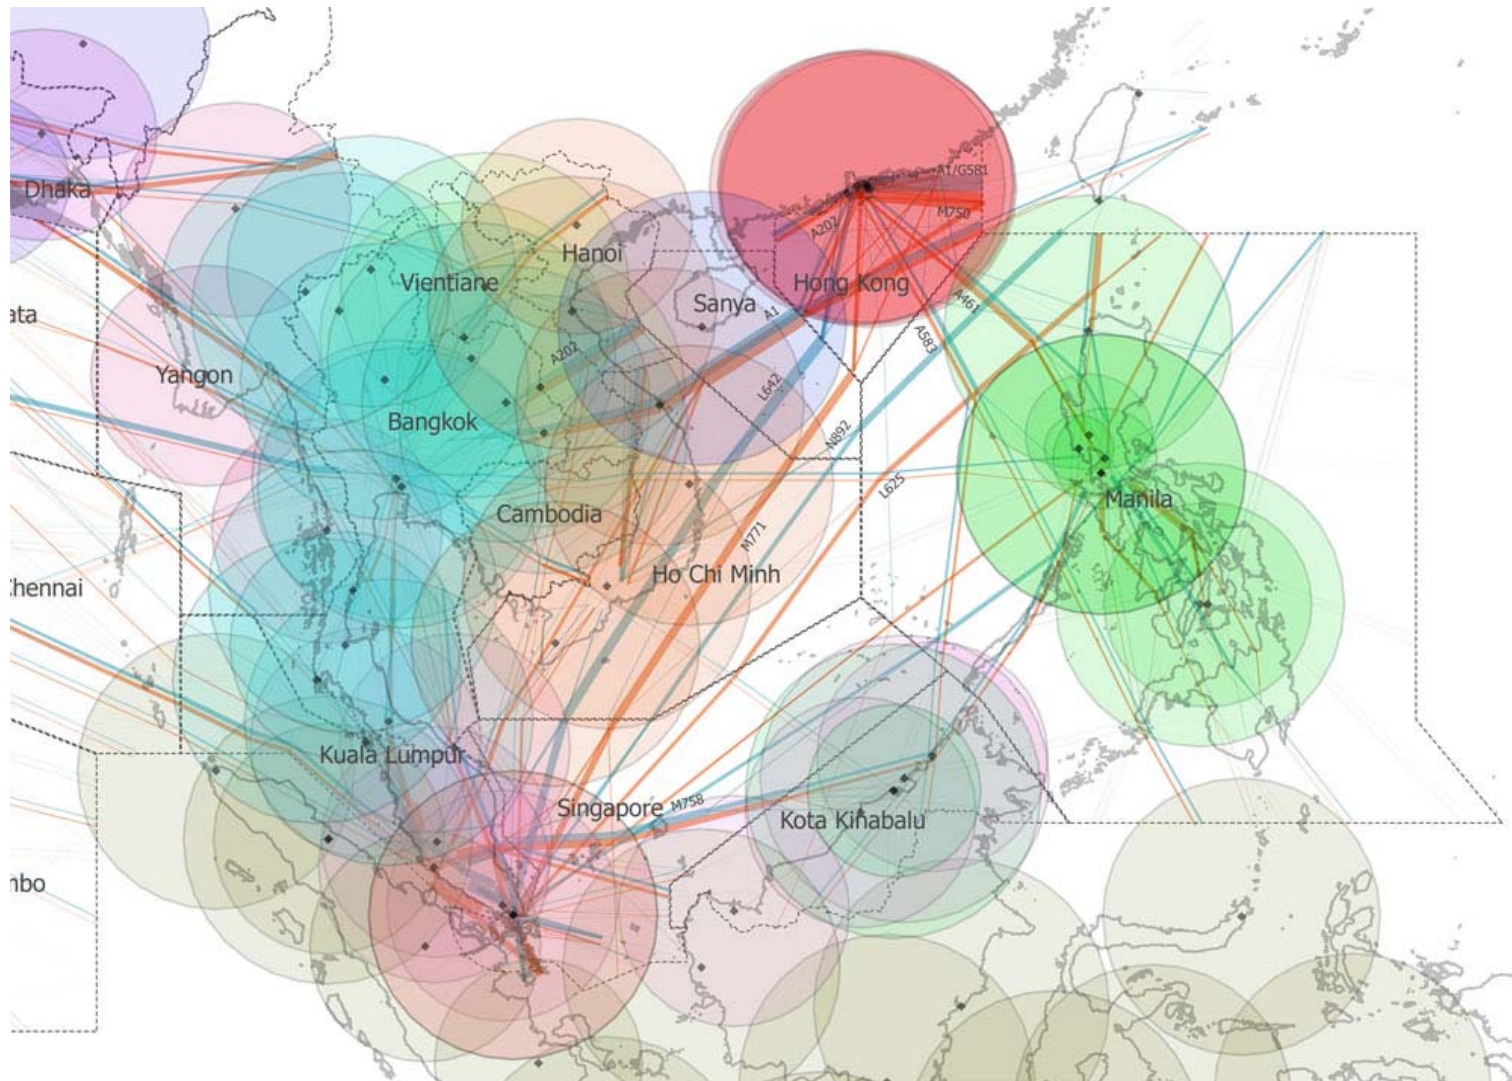 A1/G581
Dhaka
M750
A202
Hanoi
Vientiane
Hong Kong
Sanya
A461
ata
A1
A583
A202
Yangon
L642
Bangkok
N892
L625
Manila
Cambodia
M771
Ho Chi Minh
Chennai
Kuala Lumpur
Singapore
M758
Kota Kinabalu
mbo